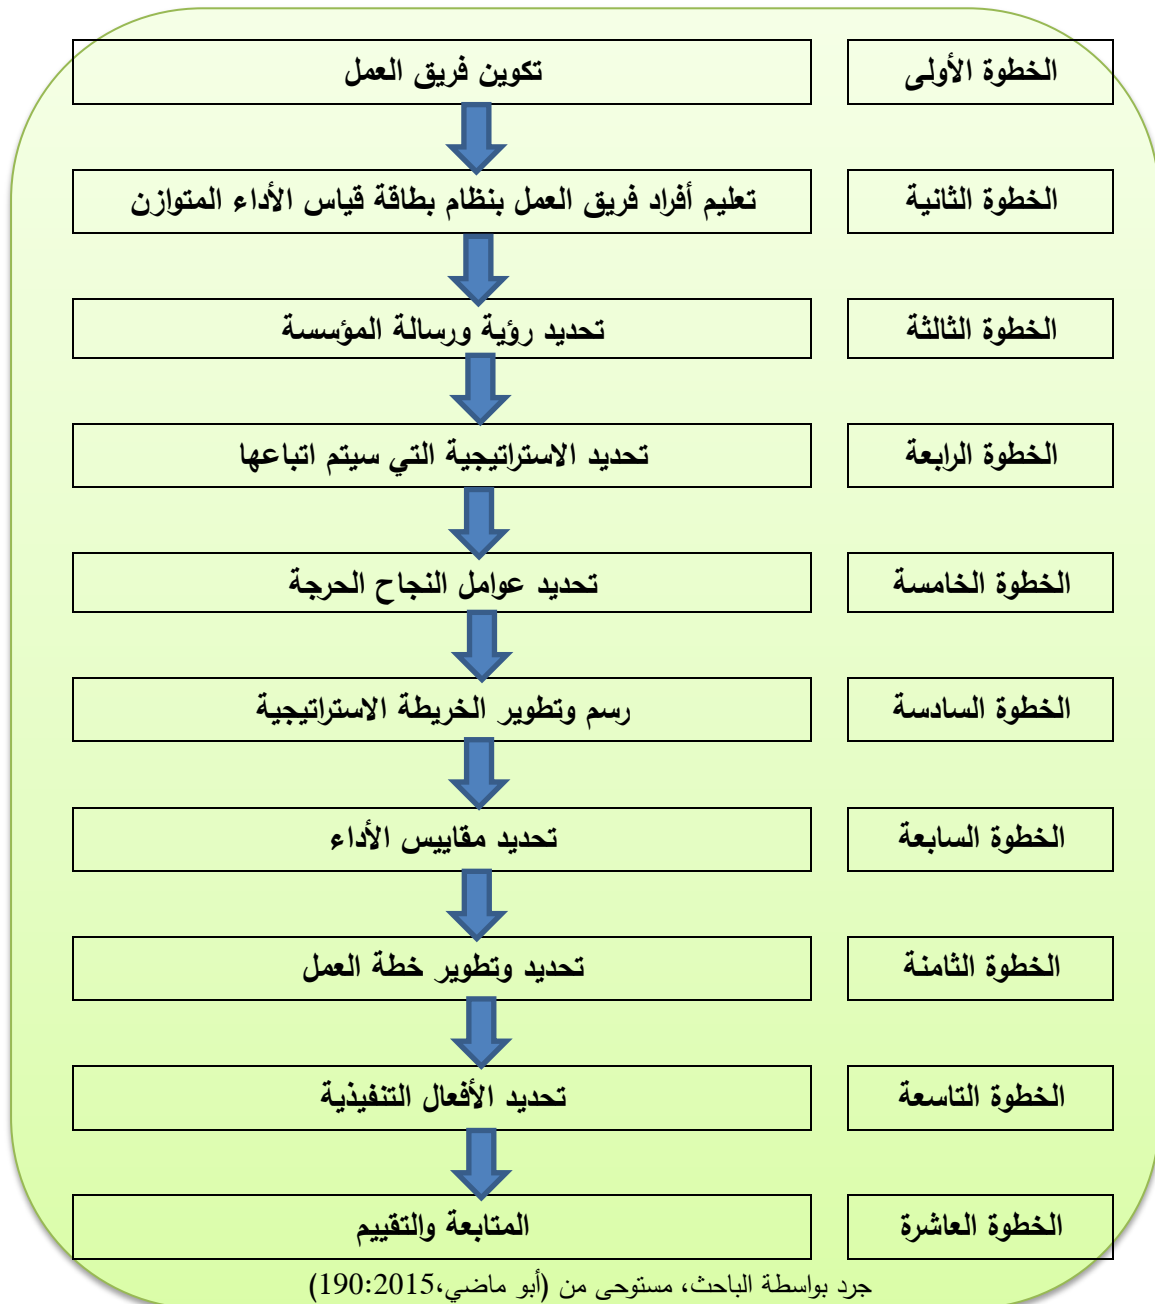 الخطوة الأولى
تكوين فريق العمل
الخطوة الثانية
تعليم أفراد فريق العمل بنظام بطاقة قياس الأداء المتوازن
الخطوة الثالثة
تحديد رؤية ورسالة المؤسسة
الخطوة الرابعة
تحديد الاستراتيجية التي سيتم اتباعها
الخطوة الخامسة
تحديد عوامل النجاح الحرجة
الخطوة السادسة
رسم وتطوير الخريطة الاستراتيجية
الخطوة السابعة
تحديد مقاييس الأداء
الخطوة الثامنة
تحديد وتطوير خطة العمل
الخطوة التاسعة
تحديد الأفعال التنفيذية
الخطوة العاشرة
المتابعة والتقييم
جرد بواسطة الباحث، مستوحى من (أبو ماضي،190:2015)